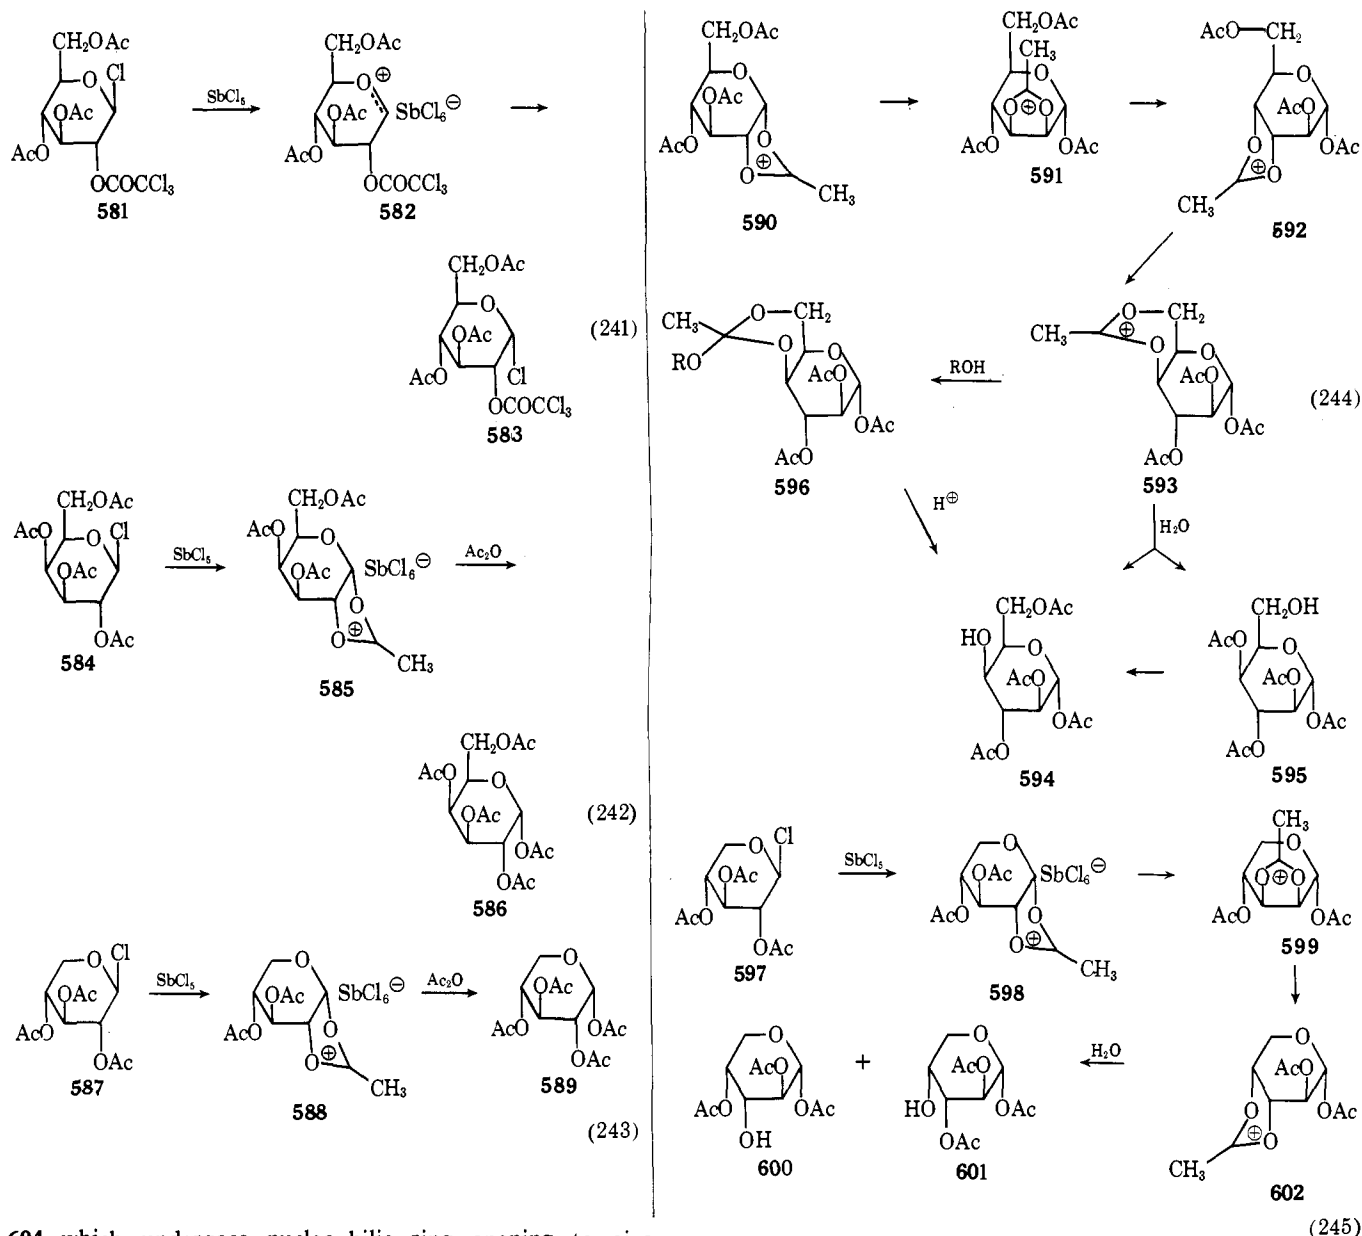 CH₂OAc
O
Cl
OAc
AcO
OCOCCl₃
581
SbCl₅
CH₂OAc
O
⊕
OAc
SbCl₆⊖
AcO
OCOCCl₃
582
CH₂OAc
O
OAc
AcO
Cl
OCOCCl₃
583
(241)
CH₂OAc
AcO
O
Cl
OAc
OAc
584
SbCl₅
CH₂OAc
AcO
O
OAc
SbCl₆⊖
O
O
⊕
CH₃
585
Ac₂O
CH₂OAc
AcO
O
OAc
OAc
OAc
586
(242)
O
Cl
OAc
AcO
OAc
587
SbCl₅
O
OAc
SbCl₆⊖
AcO
O
O
⊕
CH₃
588
Ac₂O
O
OAc
AcO
OAc
OAc
589
(243)
CH₂OAc
O
OAc
AcO
O
O
⊕
CH₃
590
CH₂OAc
CH₃
O
O
O
⊕
AcO
OAc
591
AcO
CH₂
O
AcO
OAc
O
O
⊕
CH₃
592
CH₃
O
CH₂
O
⊕
O
AcO
OAc
AcO
593
ROH
CH₃
O
CH₂
O
RO
O
AcO
OAc
AcO
596
(244)
H⊕
H₂O
CH₂OAc
HO
O
AcO
OAc
AcO
594
CH₂OH
AcO
O
AcO
OAc
AcO
595
O
Cl
OAc
AcO
OAc
597
SbCl₅
O
OAc
SbCl₆⊖
AcO
O
O
⊕
CH₃
598
CH₃
O
O
O
⊕
AcO
OAc
599
O
AcO
OAc
O
O
⊕
CH₃
602
H₂O
O
AcO
AcO
OAc
OH
600
+
O
AcO
HO
OAc
OAc
601
(245)